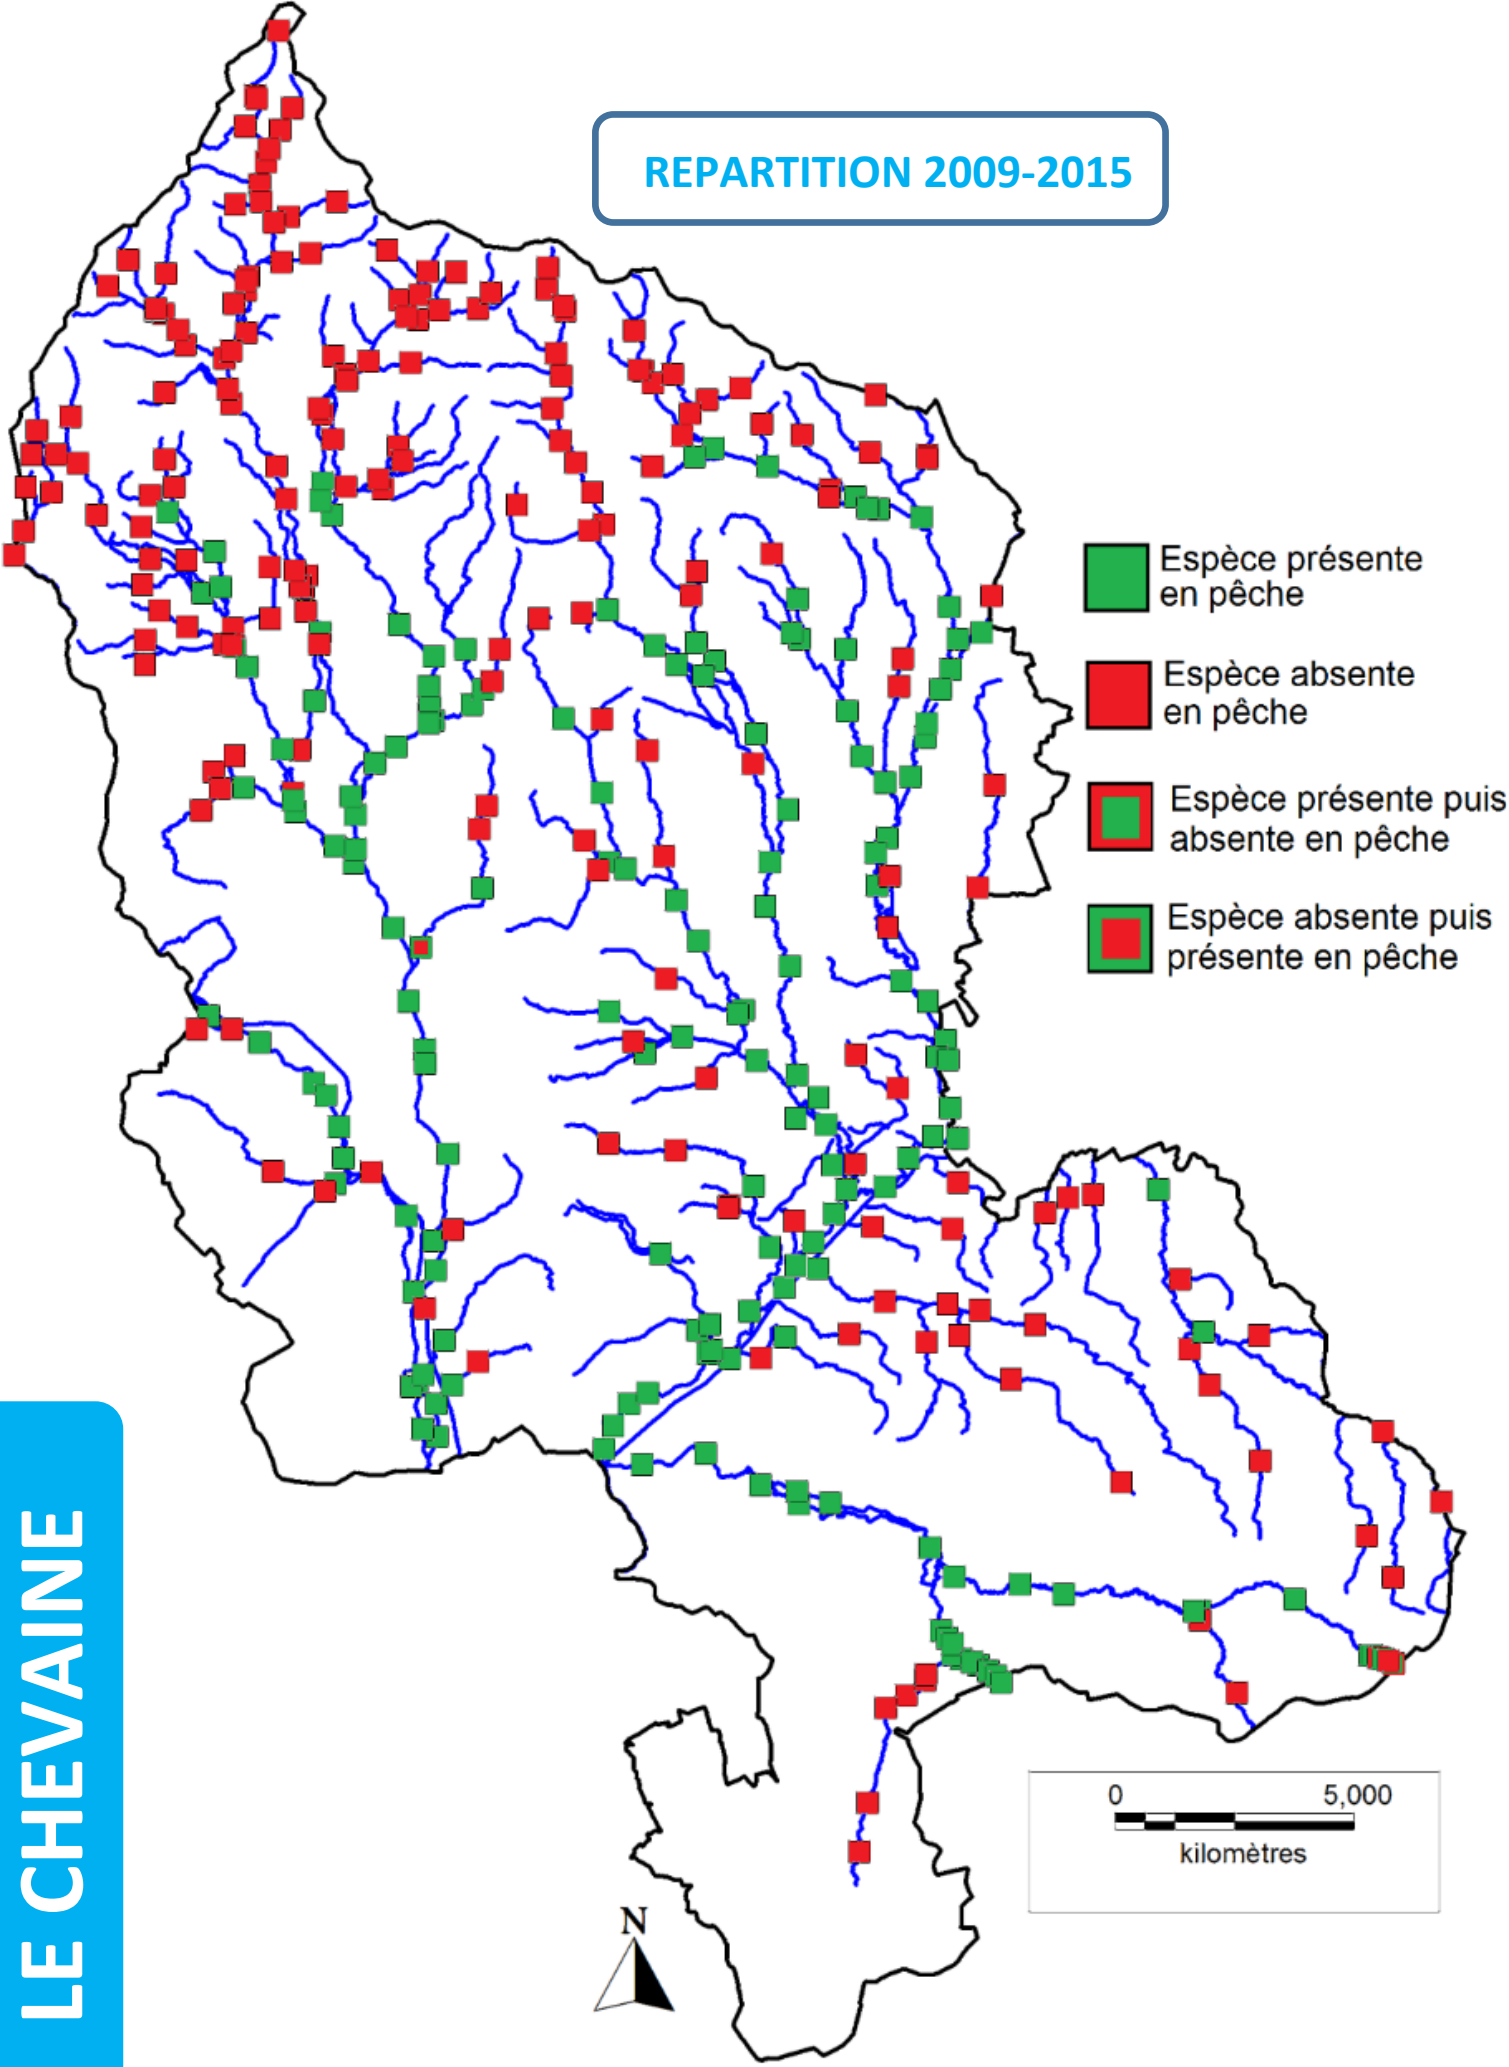 REPARTITION 2009-2015
Espèce présente
en pêche
Espèce absente
en pêche
Espèce présente puis
absente en pêche
Espèce absente puis
présente en pêche
LE CHEVAINE
0 5,000
kilomètres
N